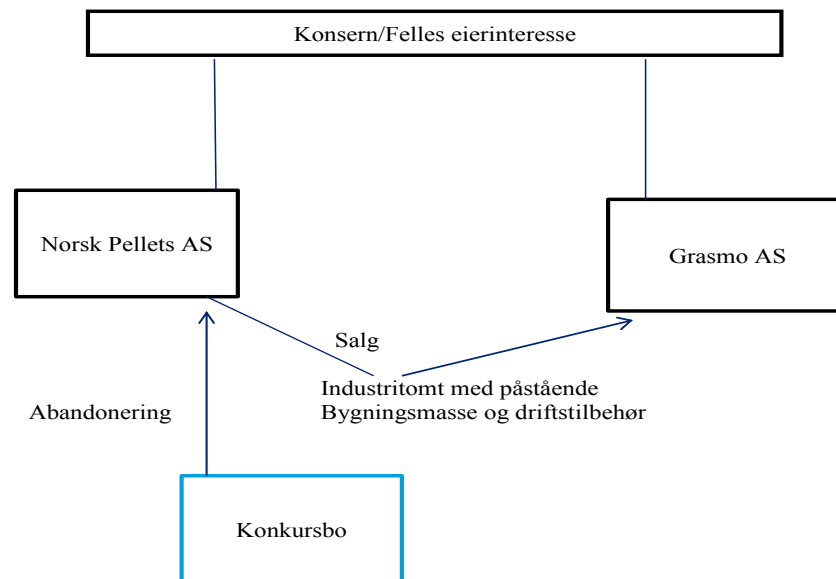 Konsern/Felles eierinteresse
Norsk Pellets AS
Grasmo AS
Salg
Industritomt med påstående
Bygningsmasse og driftstilbehør
Abandonering
Konkursbo